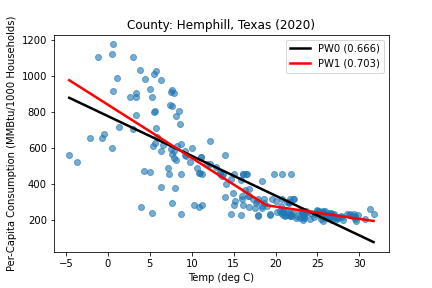 County: Hemphill, Texas (2020)
Per-Capita Consumption (MMBtu/1000 Households)
1200
1000
800
600
400
200
PW0 (0.666)
PW1 (0.703)
−5 0 5 10 15 20 25 30
Temp (deg C)